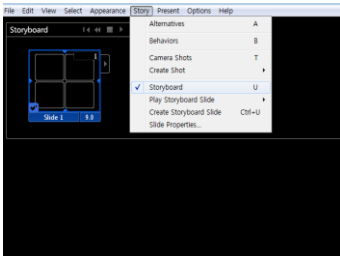 File Edit View Select Appearance Story Present Options Help
Storyboard
1
Slide 1 9.0
Alternatives A
Behaviors B
Camera Shots T
Create Shot
Storyboard U
Play Storyboard Slide
Create Storyboard Slide Ctrl+U
Slide Properties...